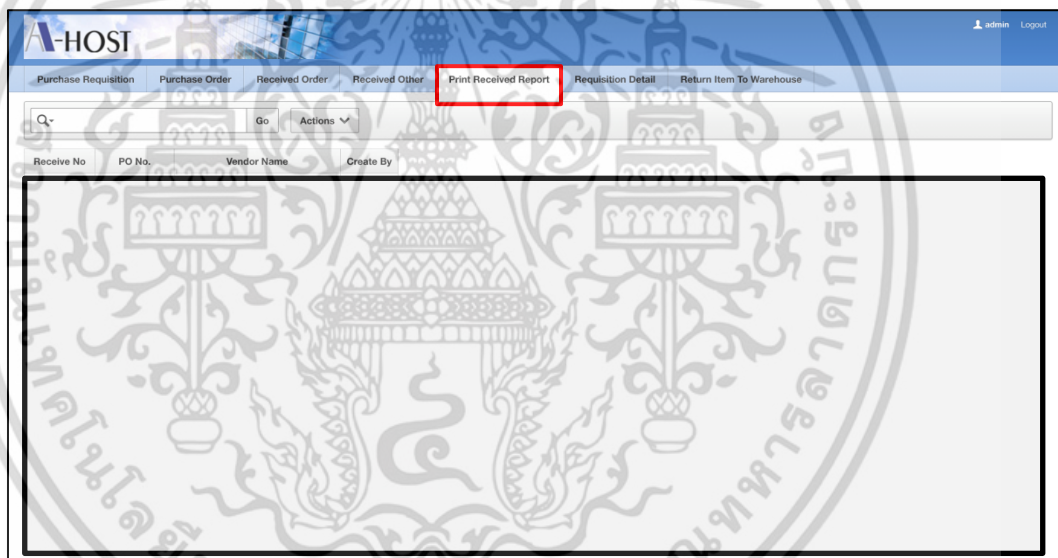 A-HOST
admin Logout
Purchase Requisition Purchase Order Received Order Received Other Print Received Report Requisition Detail Return Item To Warehouse
Go Actions
Receive No PO No. Vendor Name Create By